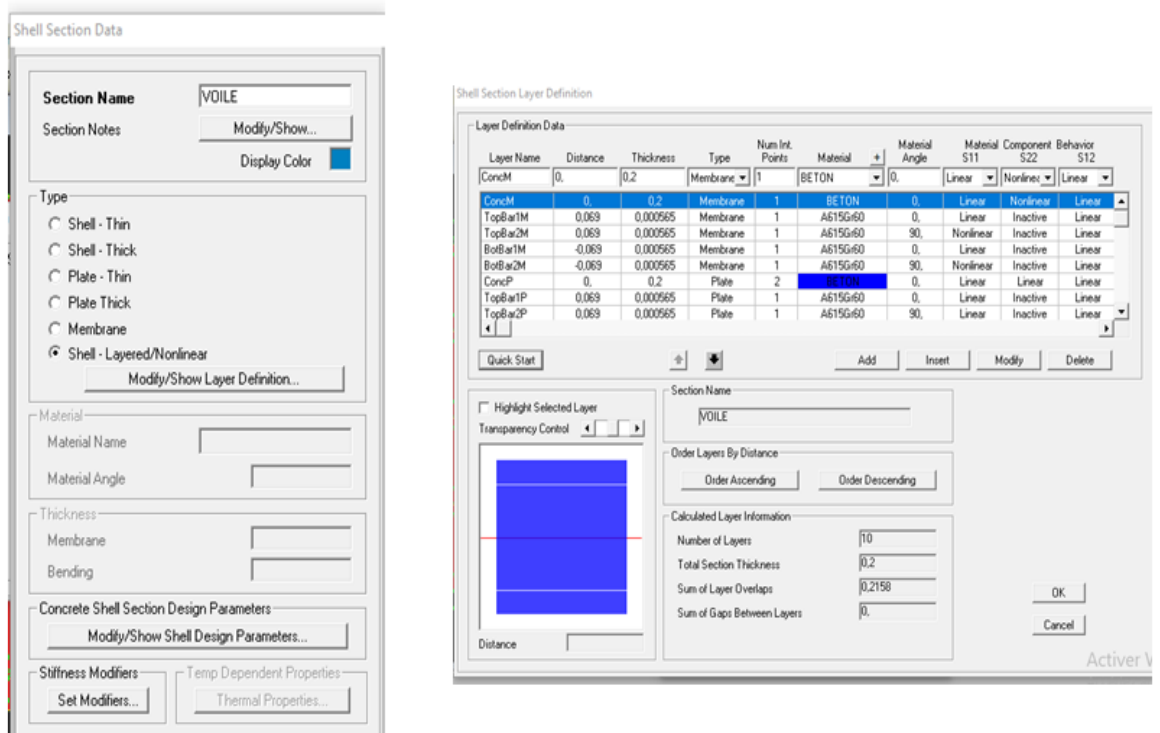 Shell Section Data
Section Name VOILE
Section Notes Modify/Show...
Display Color
Type
Shell - Thin
Shell - Thick
Plate - Thin
Plate Thick
Membrane
Shell - Layered/Nonlinear
Modify/Show Layer Definition...
Material
Material Name
Material Angle
Thickness
Membrane
Bending
Concrete Shell Section Design Parameters
Modify/Show Shell Design Parameters...
Stiffness Modifiers Temp Dependent Properties
Set Modifiers... Thermal Properties...
Shell Section Layer Definition
Layer Definition Data
Num Int. Material Material Component Behavior
Layer Name Distance Thickness Type Points Material + Angle S11 S22 S12
ConcM 0, 0,2 Membrane 1 BETON 0, Linear Linear
ConcM 0, 0,2 Membrane 1 BETON 0, Linear Nonlinear Linear
TopBar1M 0,069 0,000565 Membrane 1 A615Gr60 0, Linear Inactive Linear
TopBar2M 0,069 0,000565 Membrane 1 A615Gr60 90, Nonlinear Inactive Linear
BotBar1M -0,069 0,000565 Membrane 1 A615Gr60 0, Linear Inactive Linear
BotBar2M -0,069 0,000565 Membrane 1 A615Gr60 90, Nonlinear Inactive Linear
ConcP 0, 0,2 Plate 2 BETON 0, Linear Linear Linear
TopBar1P 0,069 0,000565 Plate 1 A615Gr60 0, Linear Inactive Linear
TopBar2P 0,069 0,000565 Plate 1 A615Gr60 90, Linear Inactive Linear
Quick Start Add Insert Modify Delete
Highlight Selected Layer
Transparency Control
Distance
Section Name
VOILE
Order Layers By Distance
Order Ascending Order Descending
Calculated Layer Information
Number of Layers 10
Total Section Thickness 0,2
Sum of Layer Overlaps 0,2158
Sum of Gaps Between Layers 0,
OK
Cancel
Activer